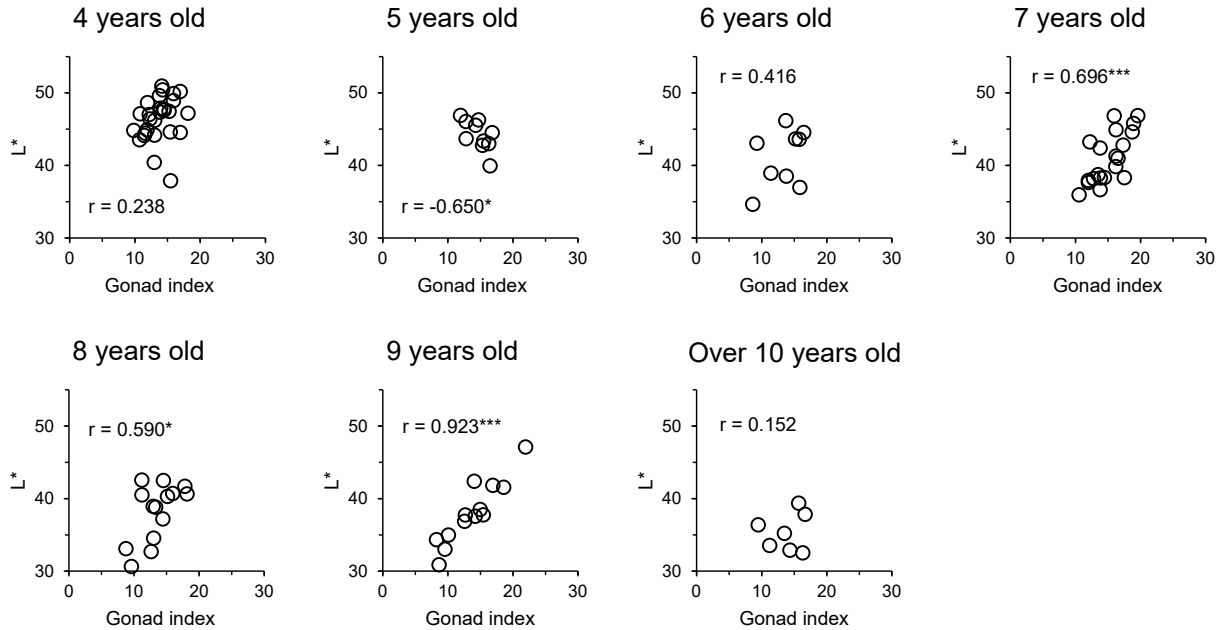 4 years old
50
40
30
L*
r = 0.238
0
10
20
30
Gonad index
5 years old
50
40
30
L*
r = -0.650*
0
10
20
30
Gonad index
6 years old
50
40
30
L*
r = 0.416
0
10
20
30
Gonad index
7 years old
50
40
30
L*
r = 0.696***
0
10
20
30
Gonad index
8 years old
50
40
30
L*
r = 0.590*
0
10
20
30
Gonad index
9 years old
50
40
30
L*
r = 0.923***
0
10
20
30
Gonad index
Over 10 years old
50
40
30
L*
r = 0.152
0
10
20
30
Gonad index